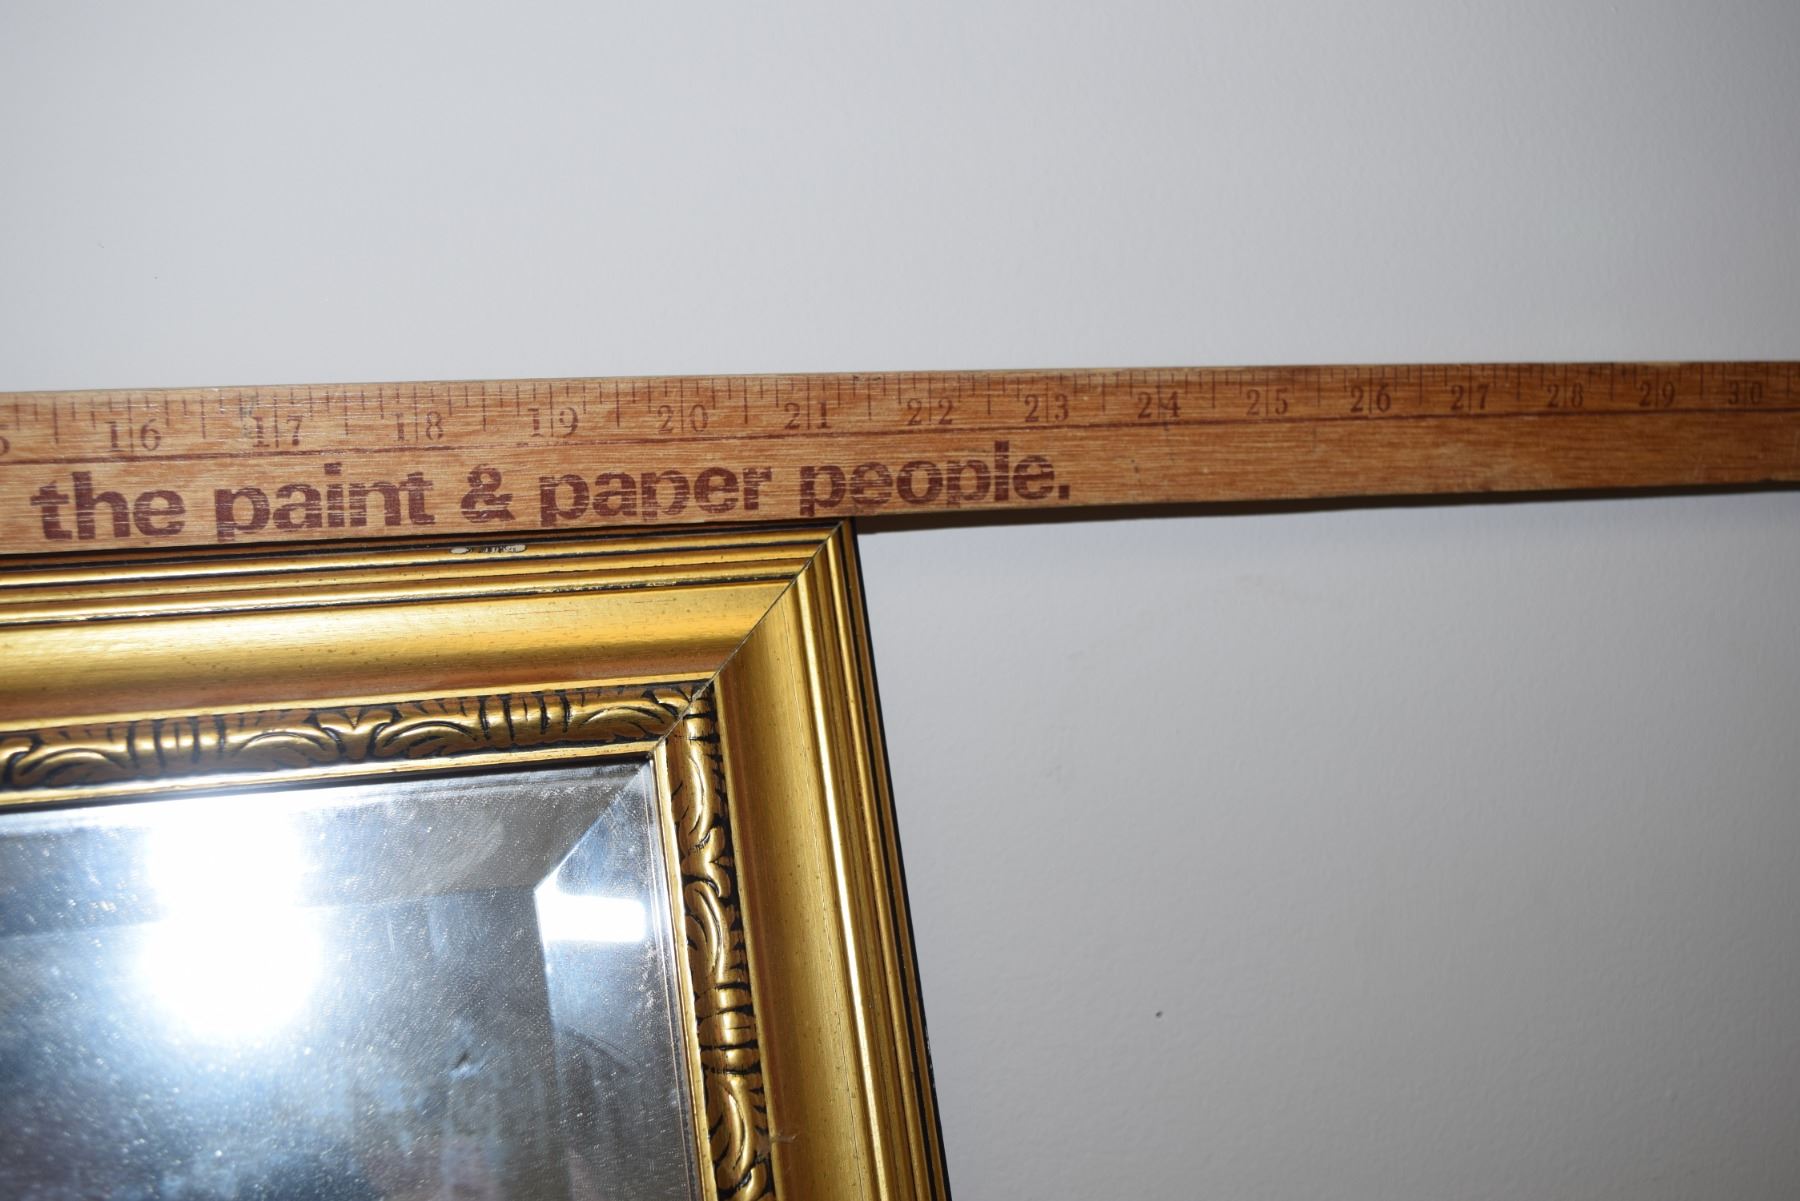 16 17 18 19 20 21 22 23 24 25 26 27 28 29 30
the paint & paper people.